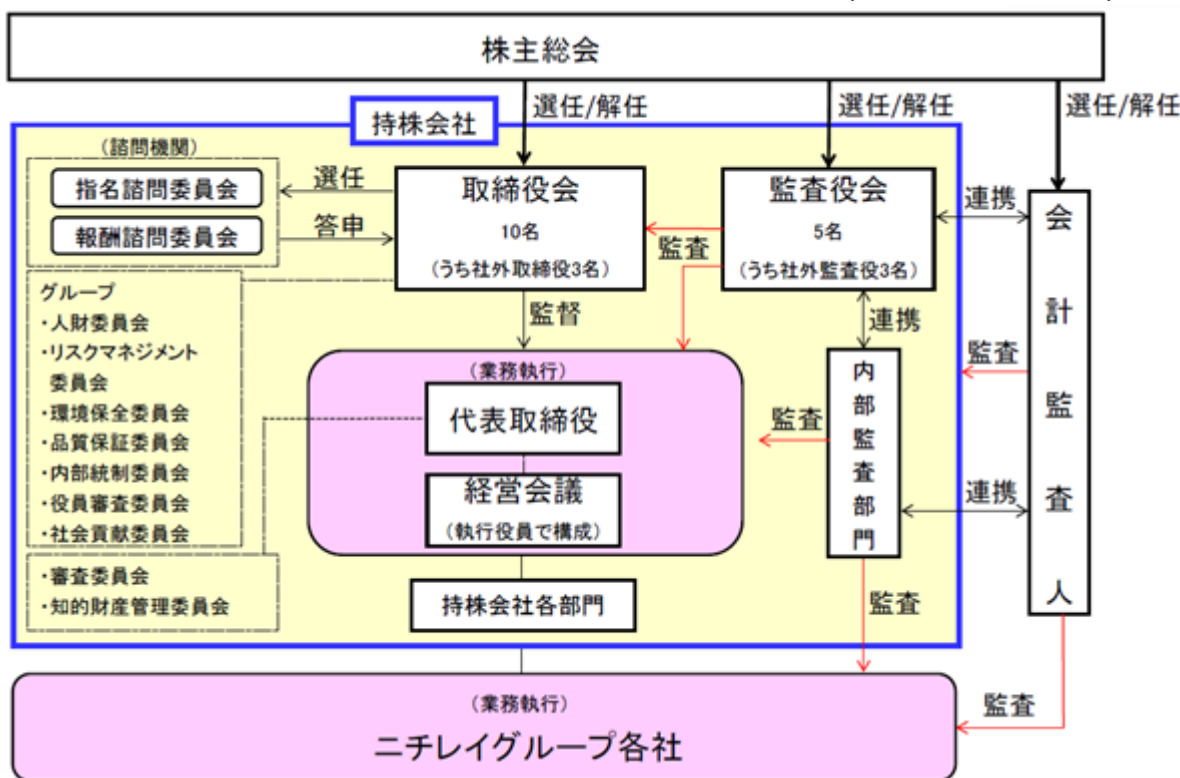 株主総会
選任/解任
選任/解任
選任/解任
持株会社
(諮問機関)
指名諮問委員会
報酬諮問委員会
選任
答申
取締役会
10名
(うち社外取締役3名)
監査
監査役会
5名
(うち社外監査役3名)
連携
会計監査人
グループ
・人財委員会
・リスクマネジメント
委員会
・環境保全委員会
・品質保証委員会
・内部統制委員会
・役員審査委員会
・社会貢献委員会
監督
連携
(業務執行)
代表取締役
経営会議
(執行役員で構成)
監査
内部監査部門
監査
連携
・審査委員会
・知的財産管理委員会
持株会社各部門
監査
(業務執行)
ニチレイグループ各社
監査